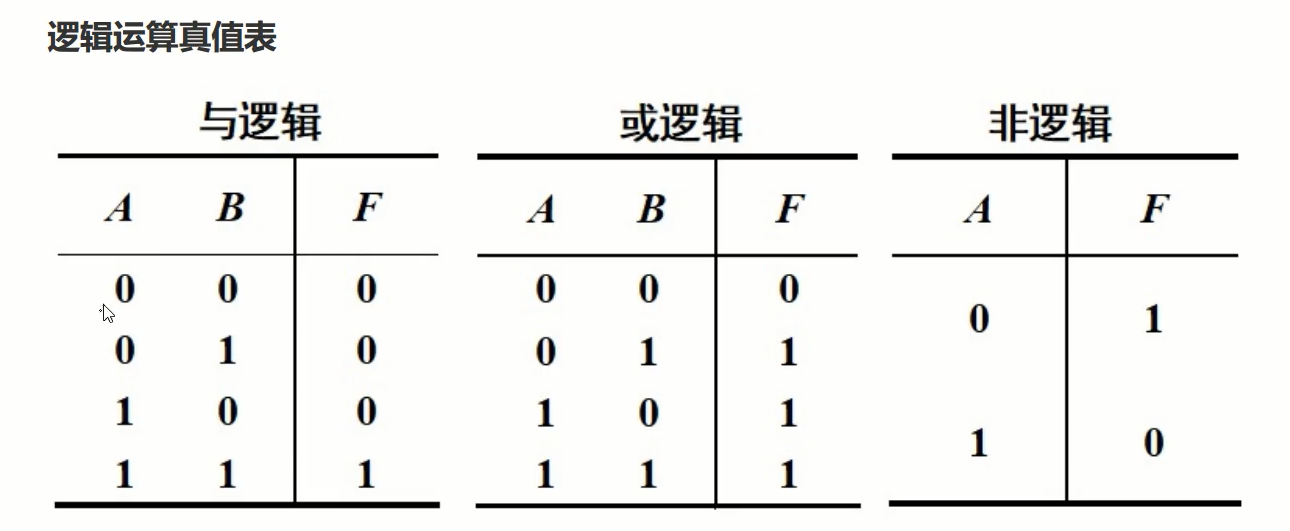 逻辑运算真值表
与逻辑 或逻辑 非逻辑
A B F A B F A F
0 0 0 0 0 0
0 1
0 1 0 0 1 1
1 0 0 1 0 1
1 0
1 1 1 1 1 1